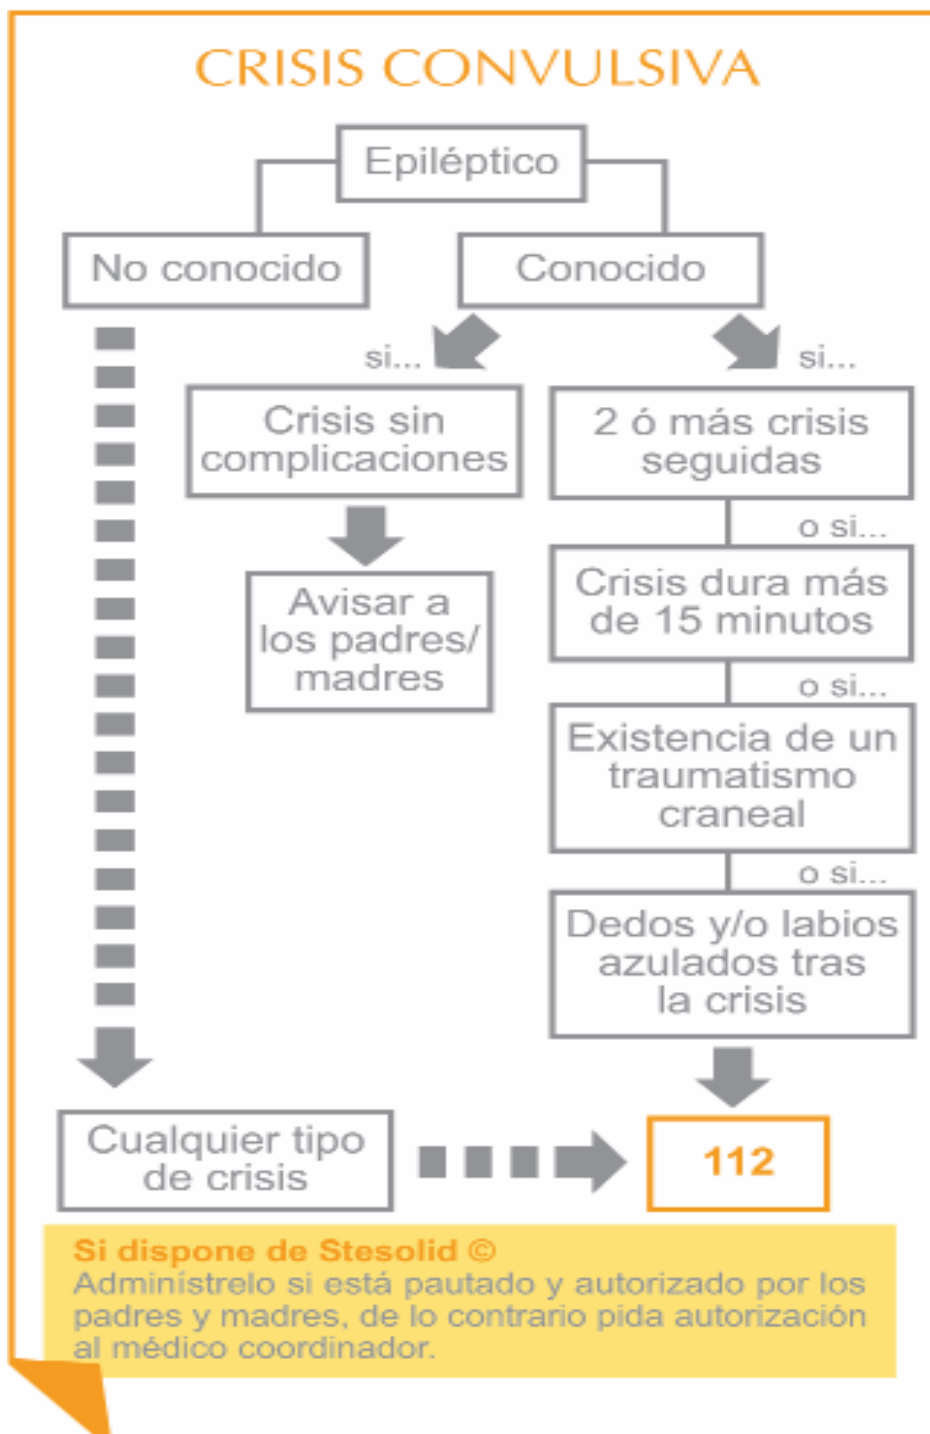 CRISIS CONVULSIVA
Epiléptico
No conocido
Conocido
si...
si...
Crisis sin
complicaciones
2 ó más crisis
seguidas
o si...
Avisar a
los padres/
madres
Crisis dura más
de 15 minutos
o si...
Existencia de un
traumatismo
craneal
o si...
Dedos y/o labios
azulados tras
la crisis
Cualquier tipo
de crisis
112
Si dispone de Stesolid ©
Adminístrelo si está pautado y autorizado por los
padres y madres, de lo contrario pida autorización
al médico coordinador.